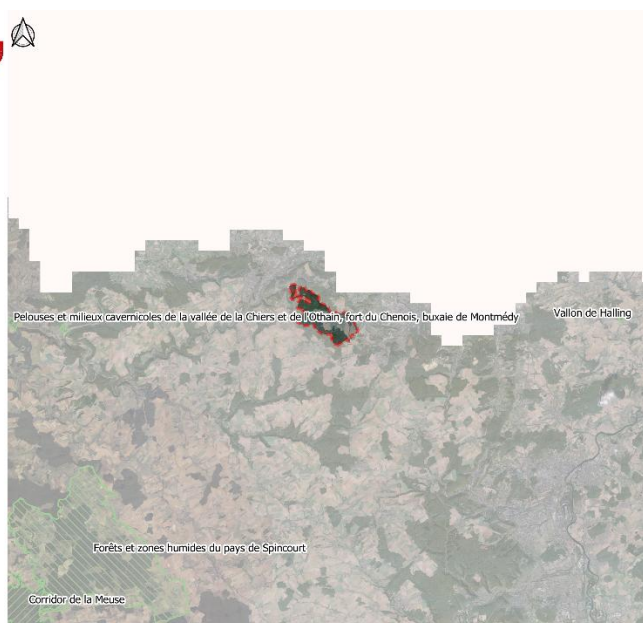 Pelouses et milieux cavernicoles de la vallée de la Chiers et de l'Othain, fort du Chenois, buxaie de Montmédy
Vallon de Halling
Forêts et zones humides du pays de Spincourt
Corridor de la Meuse